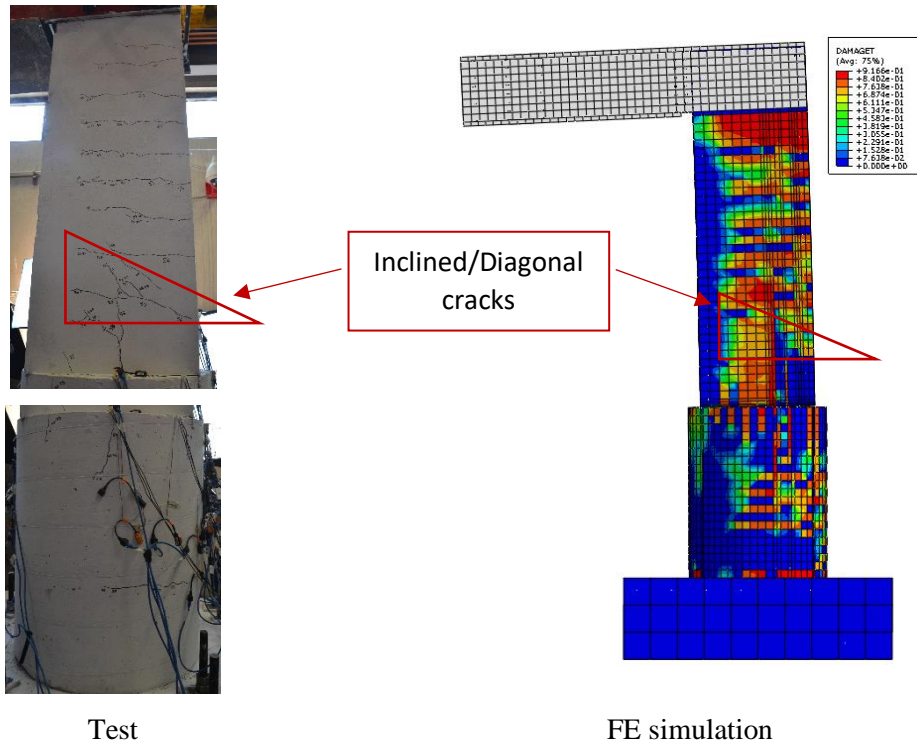 DAMAGET
(Avg: 75%)
+9.166e-01
+8.402e-01
+7.638e-01
+6.874e-01
+6.111e-01
+5.347e-01
+4.583e-01
+3.819e-01
+3.055e-01
+2.291e-01
+1.528e-01
+7.638e-02
+0.000e+00
Inclined/Diagonal
cracks
Test
FE simulation